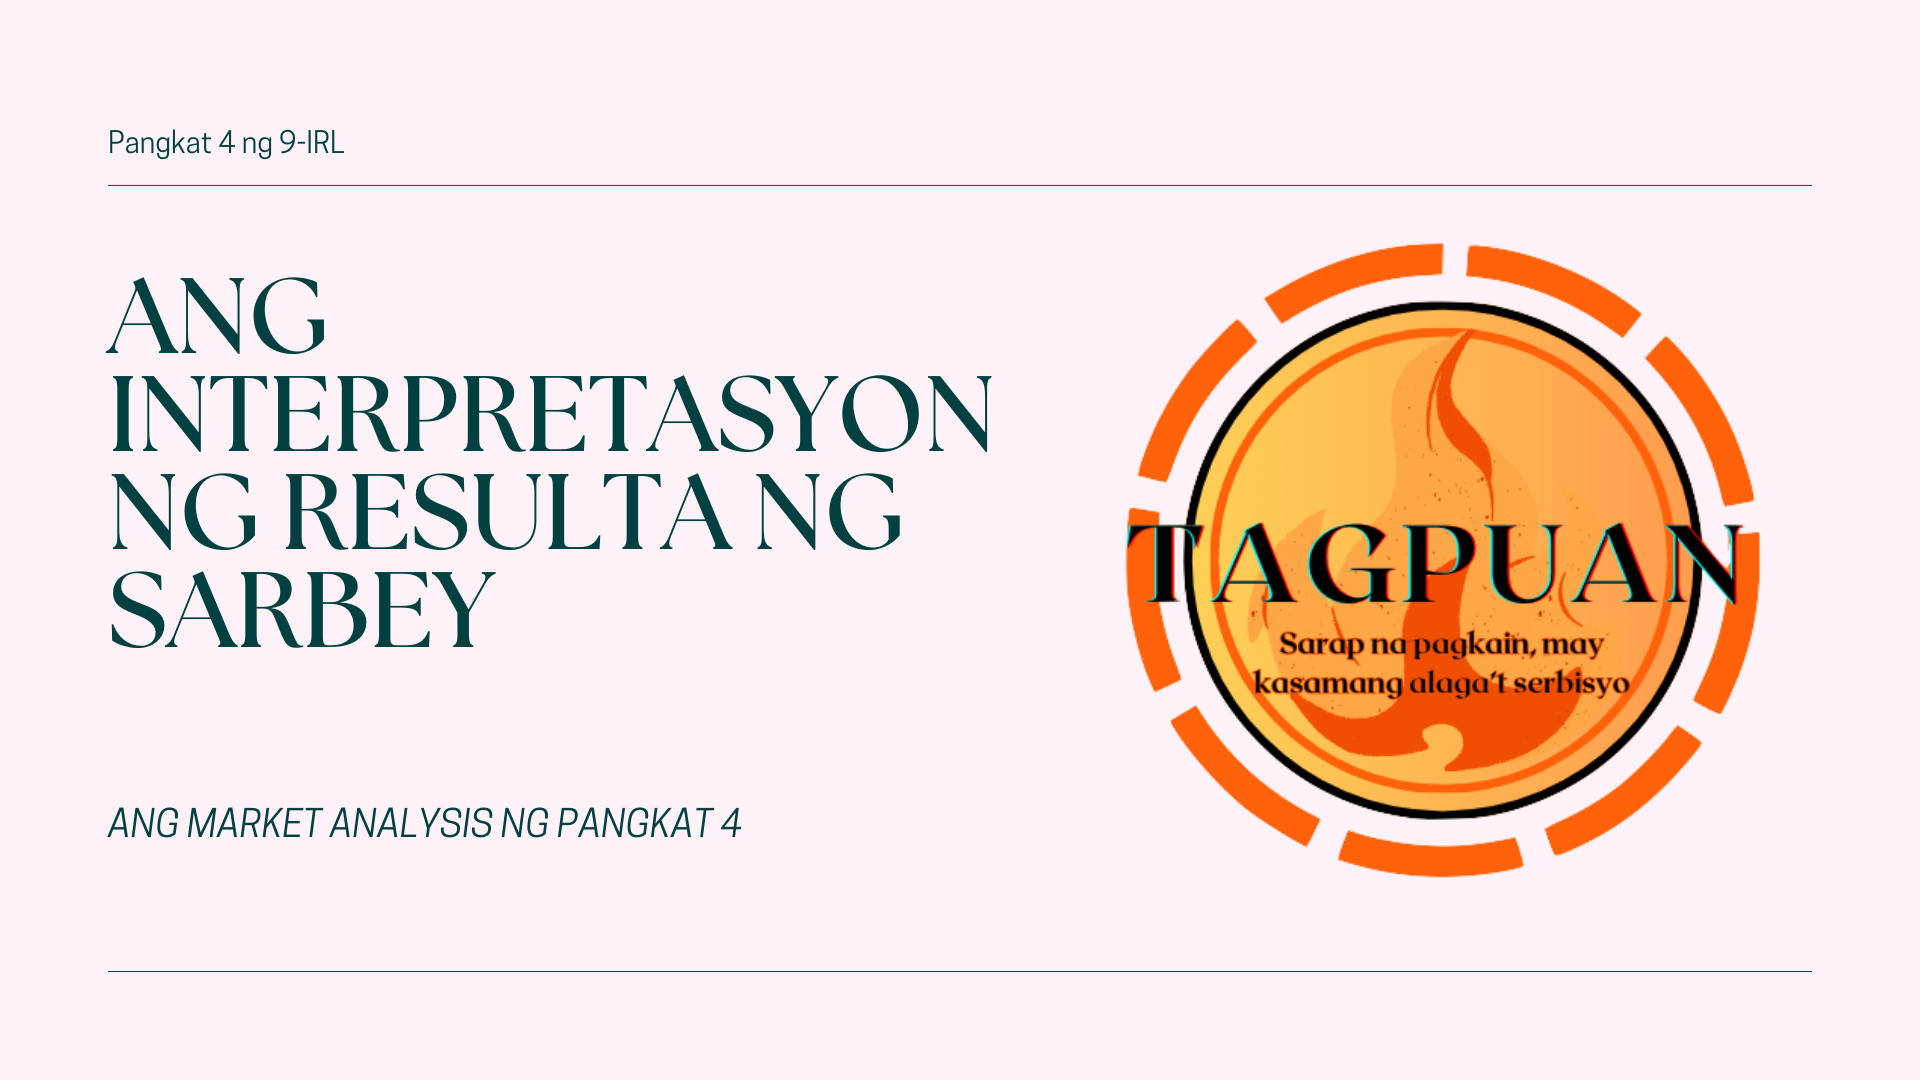 Pangkat 4 ng 9-IRL
ANG
INTERPRETASYON
NG RESULTA NG
SARBEY
ANG MARKET ANALYSIS NG PANGKAT 4
TAGPUAN
Sarap na pagkain, may
kasamang alaga't serbisyo